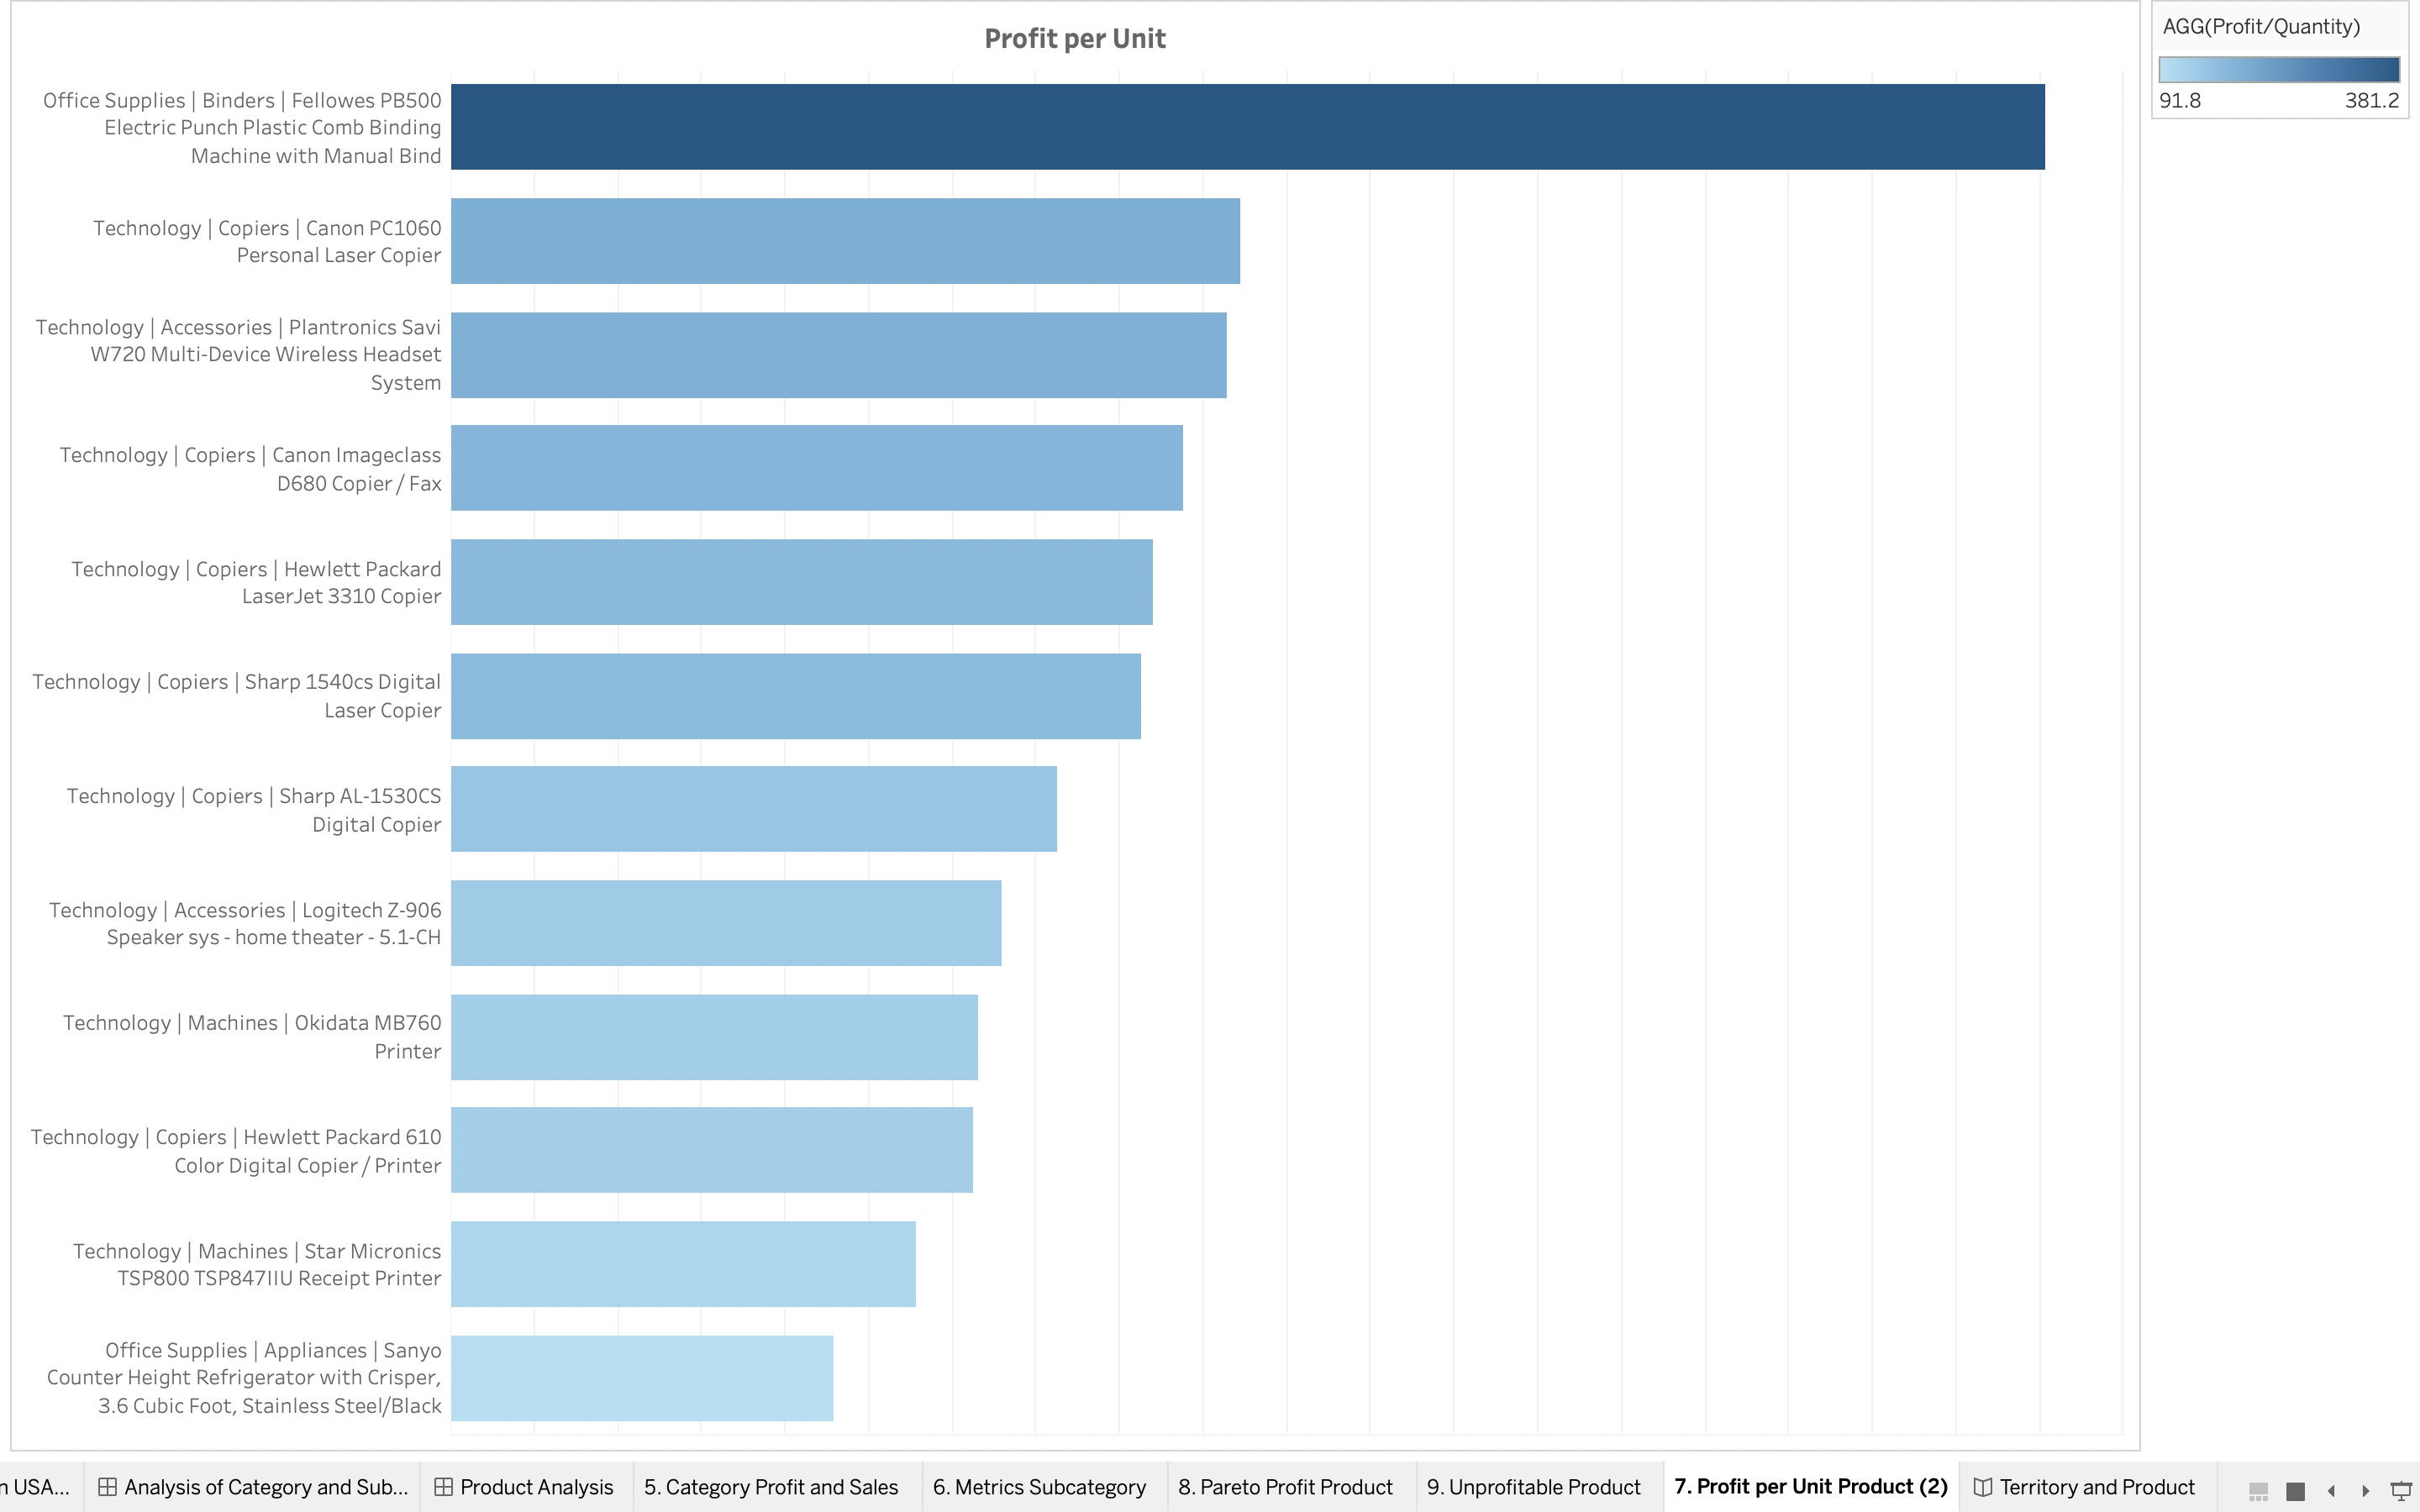 Profit per Unit
AGG(Profit/Quantity)
91.8 381.2
Office Supplies | Binders | Fellowes PB500
Electric Punch Plastic Comb Binding
Machine with Manual Bind
Technology | Copiers | Canon PC1060
Personal Laser Copier
Technology | Accessories | Plantronics Savi
W720 Multi-Device Wireless Headset
System
Technology | Copiers | Canon Imageclass
D680 Copier / Fax
Technology | Copiers | Hewlett Packard
LaserJet 3310 Copier
Technology | Copiers | Sharp 1540cs Digital
Laser Copier
Technology | Copiers | Sharp AL-1530CS
Digital Copier
Technology | Accessories | Logitech Z-906
Speaker sys - home theater - 5.1-CH
Technology | Machines | Okidata MB760
Printer
Technology | Copiers | Hewlett Packard 610
Color Digital Copier / Printer
Technology | Machines | Star Micronics
TSP800 TSP847IIU Receipt Printer
Office Supplies | Appliances | Sanyo
Counter Height Refrigerator with Crisper,
3.6 Cubic Foot, Stainless Steel/Black
n USA... Analysis of Category and Sub... Product Analysis 5. Category Profit and Sales 6. Metrics Subcategory 8. Pareto Profit Product 9. Unprofitable Product 7. Profit per Unit Product (2) Territory and Product